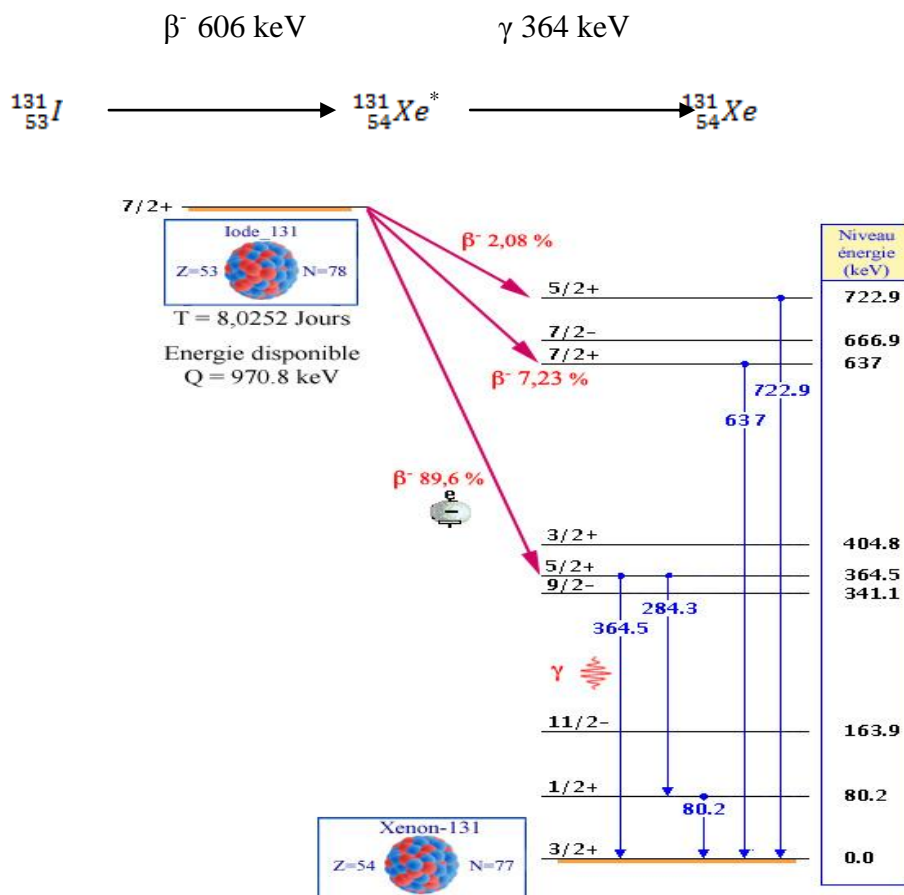 β⁻ 606 keV γ 364 keV
¹³¹₅₃I ¹³¹₅₄Xe* ¹³¹₅₄Xe
7/2+
Iode_131
Z=53 N=78
T = 8,0252 Jours
Energie disponible
Q = 970.8 keV
β⁻ 2,08 %
β⁻ 7,23 %
β⁻ 89,6 %
e
−
Niveau
énergie
(keV)
5/2+ 722.9
7/2- 666.9
7/2+ 637
722.9
637
3/2+ 404.8
5/2+ 364.5
9/2- 341.1
284.3
364.5
γ
11/2- 163.9
1/2+ 80.2
80.2
3/2+ 0.0
Xenon-131
Z=54 N=77